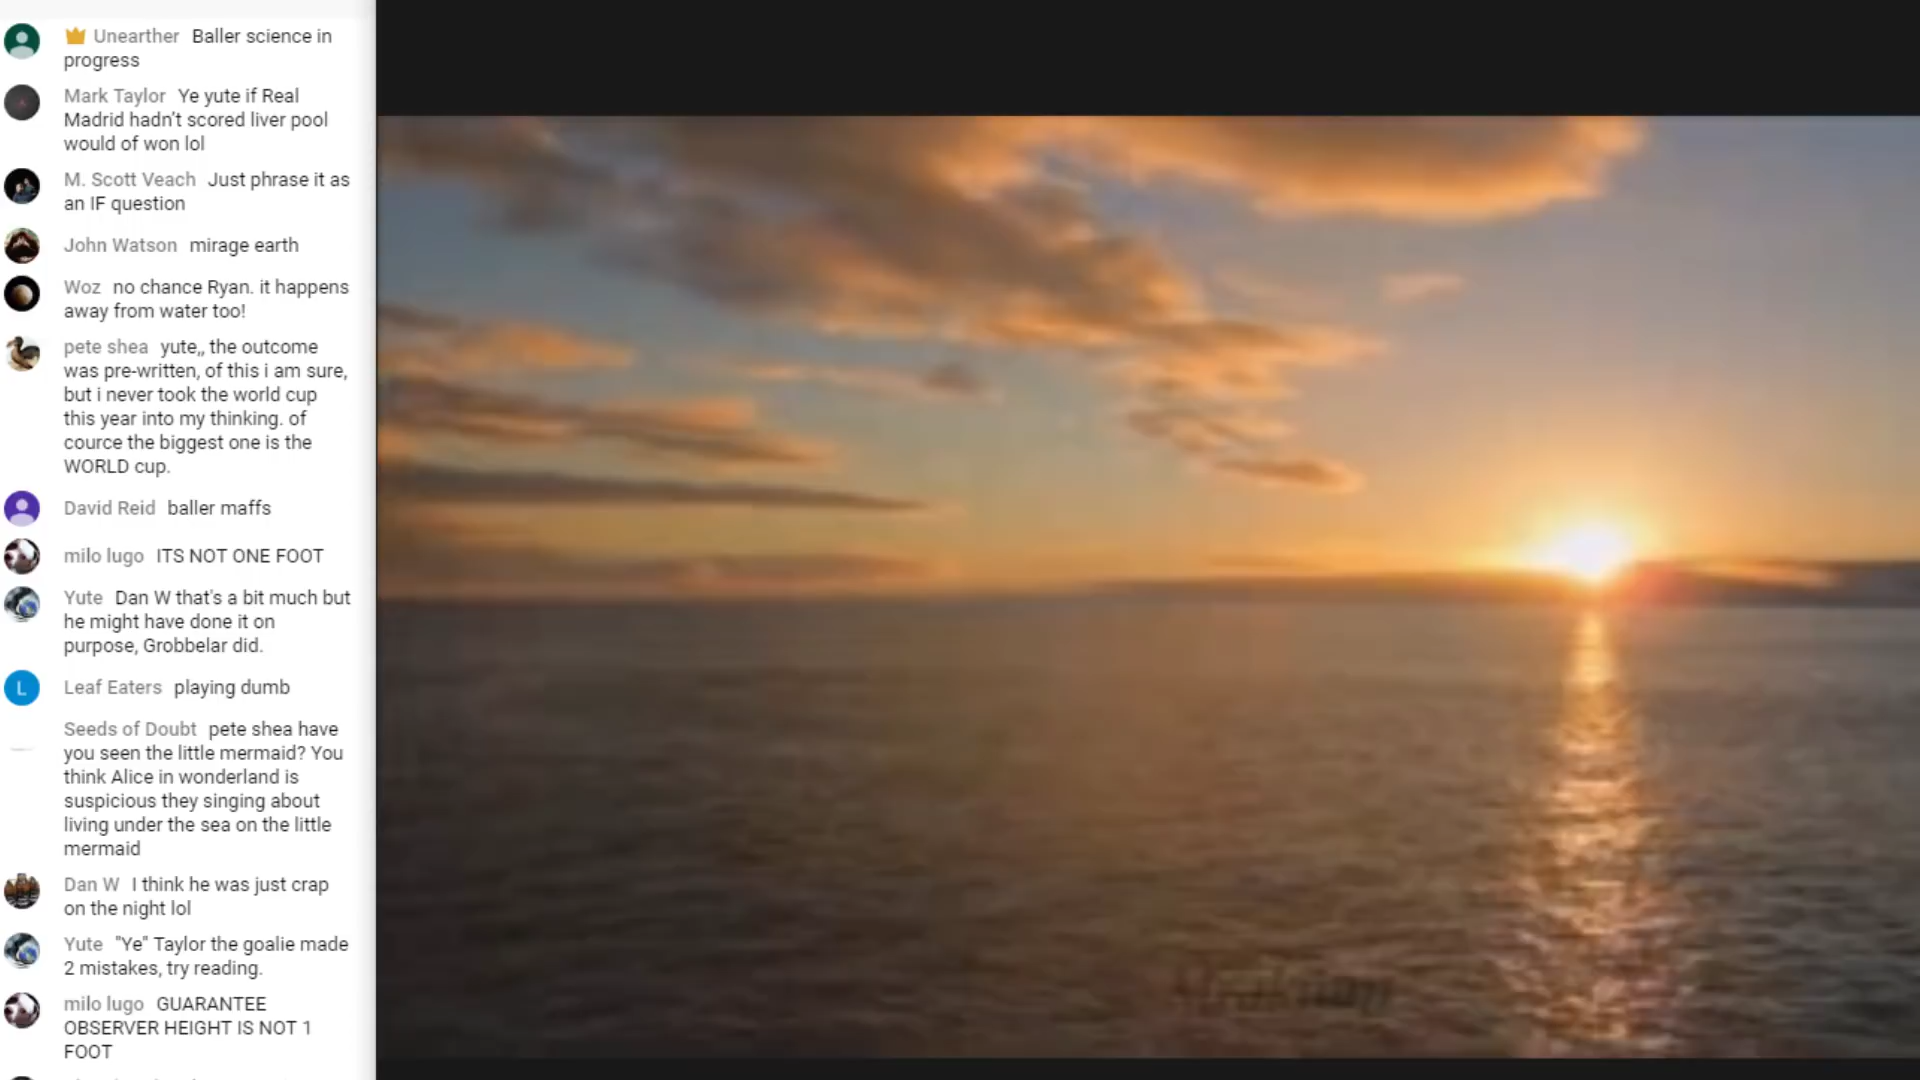 Unearther Baller science in
progress
Mark Taylor Ye yute if Real
Madrid hadn't scored liver pool
would of won lol
M. Scott Veach Just phrase it as
an IF question
John Watson mirage earth
Woz no chance Ryan. it happens
away from water too!
pete shea yute,, the outcome
was pre-written, of this i am sure,
but i never took the world cup
this year into my thinking. of
cource the biggest one is the
WORLD cup.
David Reid baller maffs
milo lugo ITS NOT ONE FOOT
Yute Dan W that's a bit much but
he might have done it on
purpose, Grobbelar did.
L
Leaf Eaters playing dumb
Seeds of Doubt pete shea have
you seen the little mermaid? You
think Alice in wonderland is
suspicious they singing about
living under the sea on the little
mermaid
Dan W I think he was just crap
on the night lol
Yute "Ye" Taylor the goalie made
2 mistakes, try reading.
milo lugo GUARANTEE
OBSERVER HEIGHT IS NOT 1
FOOT